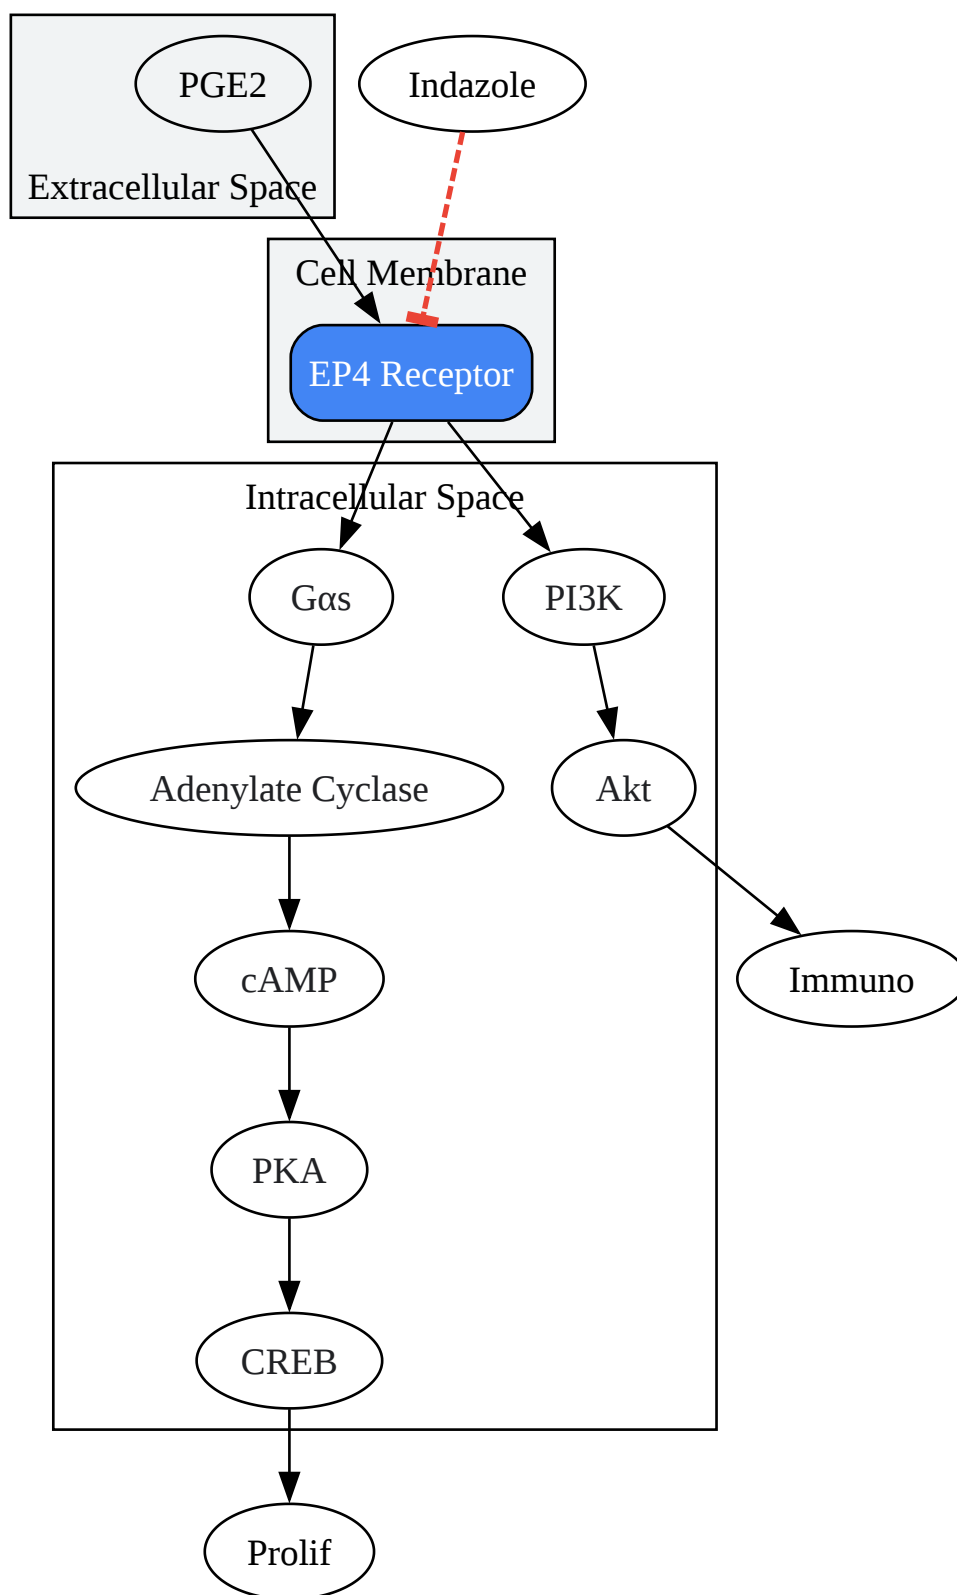 PGE2
Indazole
Extracellular Space
Cell Membrane
EP4 Receptor
Intracellular Space
Gαs
PI3K
Adenylate Cyclase
Akt
cAMP
Immuno
PKA
CREB
Prolif